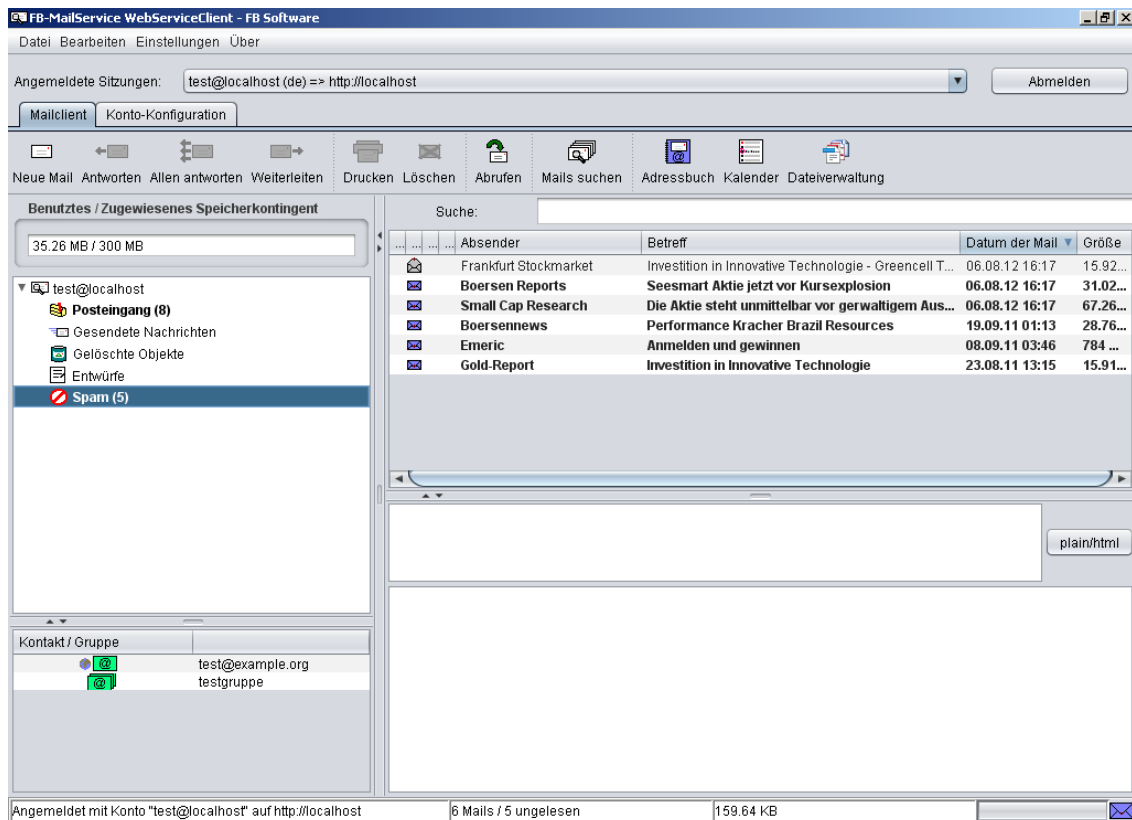 FB-MailService WebServiceClient - FB Software
Datei Bearbeiten Einstellungen Über
Angemeldete Sitzungen: test@localhost (de) => http://localhost Abmelden
Mailclient Konto-Konfiguration
Neue Mail Antworten Allen antworten Weiterleiten Drucken Löschen Abrufen Mails suchen Adressbuch Kalender Dateiverwaltung
Benutztes / Zugewiesenes Speicherkontingent
35.26 MB / 300 MB
test@localhost
Posteingang (8)
Gesendete Nachrichten
Gelöschte Objekte
Entwürfe
Spam (5)
Kontakt / Gruppe
@ test@example.org
@ testgruppe
Suche:
... ... ... ... Absender Betreff Datum der Mail Größe
Frankfurt Stockmarket Investition in Innovative Technologie - Greencell T... 06.08.12 16:17 15.92...
Boersen Reports Seesmart Aktie jetzt vor Kursexplosion 06.08.12 16:17 31.02...
Small Cap Research Die Aktie steht unmittelbar vor gerwaltigem Aus... 06.08.12 16:17 67.26...
Boersennews Performance Kracher Brazil Resources 19.09.11 01:13 28.76...
Emeric Anmelden und gewinnen 08.09.11 03:46 784 ...
Gold-Report Investition in Innovative Technologie 23.08.11 13:15 15.91...
plain/html
Angemeldet mit Konto "test@localhost" auf http://localhost 6 Mails / 5 ungelesen 159.64 KB